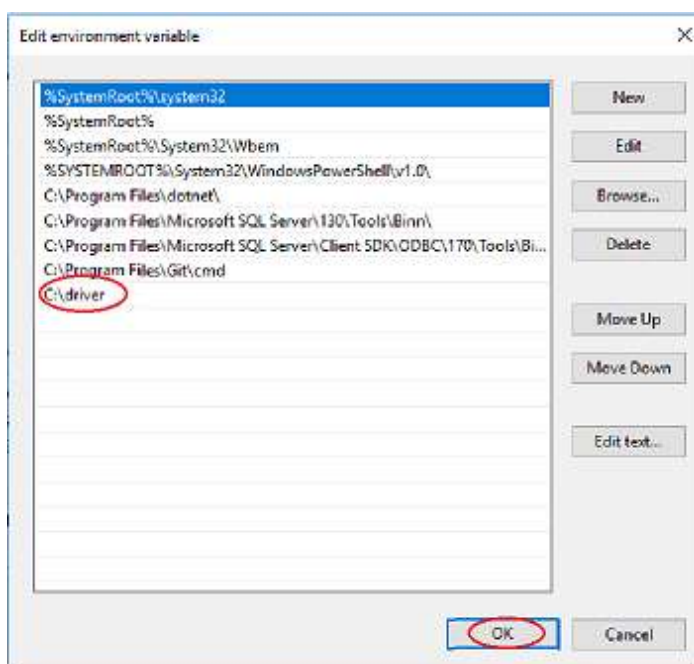 Edit environment variable
%SystemRoot%\system32
%SystemRoot%
%SystemRoot%\System32\Wbem
%SYSTEMROOT%\System32\WindowsPowerShell\v1.0\
C:\Program Files\dotnet\
C:\Program Files\Microsoft SQL Server\130\Tools\Binn\
C:\Program Files\Microsoft SQL Server\Client SDK\ODBC\170\Tools\Bi...
C:\Program Files\Git\cmd
C:\driver
New
Edit
Browse...
Delete
Move Up
Move Down
Edit text...
OK
Cancel